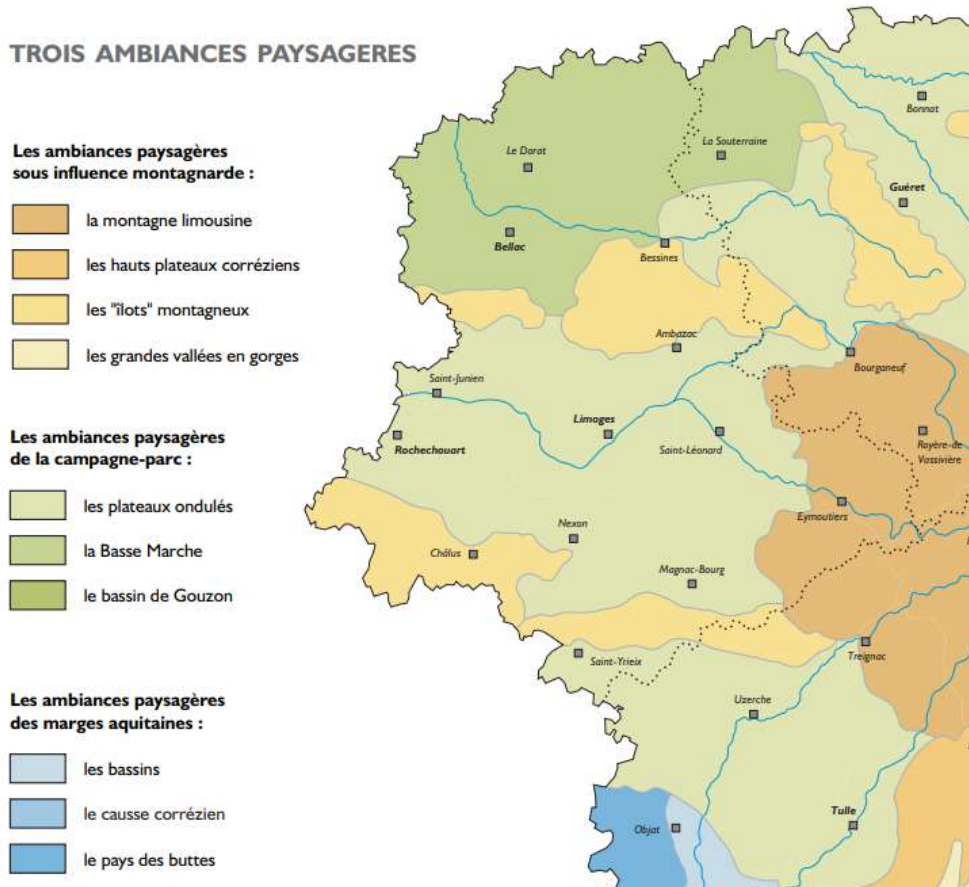 TROIS AMBIANCES PAYSAGERES
Les ambiances paysagères
sous influence montagnarde :
la montagne limousine
les hauts plateaux corréziens
les "îlots" montagneux
les grandes vallées en gorges
Les ambiances paysagères
de la campagne-parc :
les plateaux ondulés
la Basse Marche
le bassin de Gouzon
Les ambiances paysagères
des marges aquitaines :
les bassins
le causse corrézien
le pays des buttes
Bonnat
Le Dorat
La Souterraine
Guéret
Bellac
Bessines
Ambazac
Bourganeuf
Saint-Junien
Limoges
Rochechouart
Saint-Léonard
Royère-de
Vassivière
Eymoutiers
Nexon
Châlus
Magnac-Bourg
Treignac
Saint-Yrieix
Uzerche
Objat
Tulle